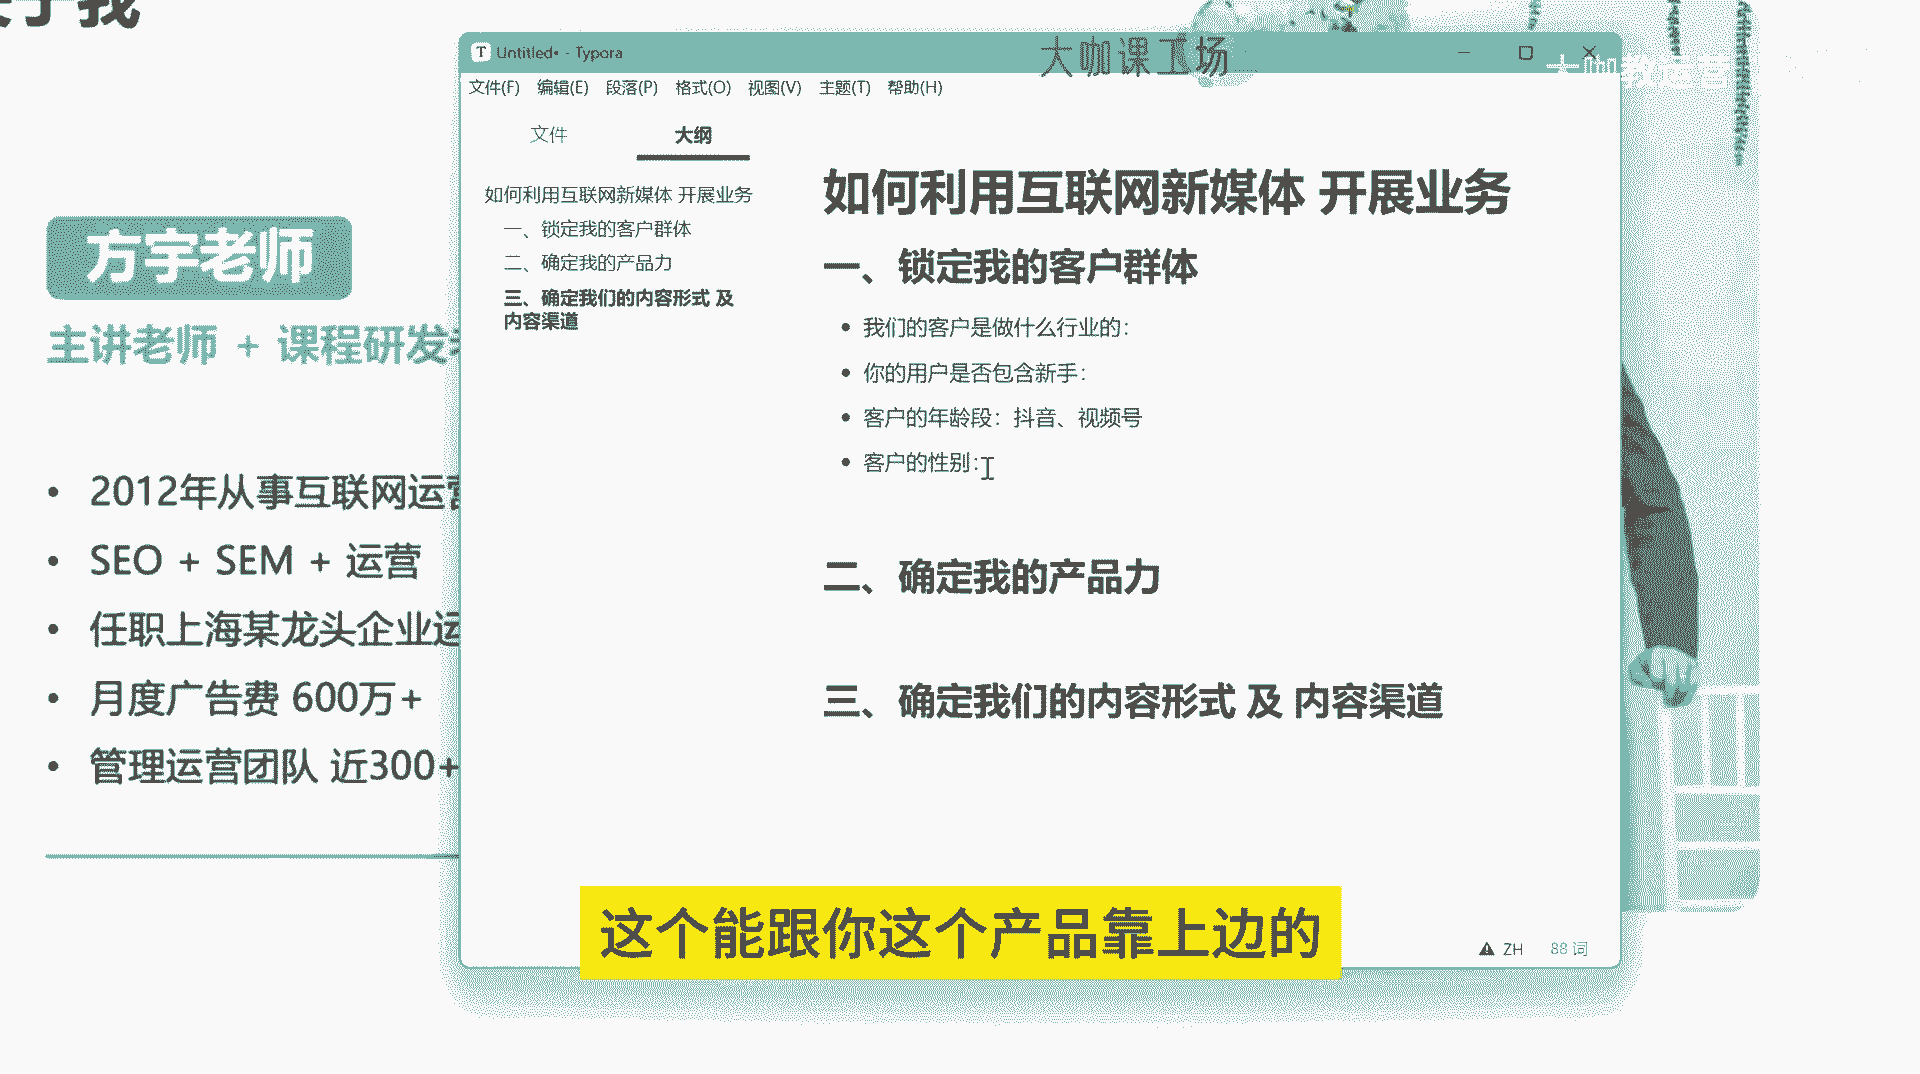 Untitled• - Typora
大咖课工场
文件(F) 编辑(E) 段落(P) 格式(O) 视图(V) 主题(T) 帮助(H)
文件 大纲
如何利用互联网新媒体 开展业务
一、锁定我的客户群体
二、确定我的产品力
三、确定我们的内容形式 及
内容渠道
如何利用互联网新媒体 开展业务
一、锁定我的客户群体
• 我们的客户是做什么行业的：
• 你的用户是否包含新手：
• 客户的年龄段：抖音、视频号
• 客户的性别：
二、确定我的产品力
三、确定我们的内容形式 及 内容渠道
ZH 88 词
方宇老师
主讲老师 + 课程研发
• 2012年从事互联网运营
• SEO + SEM + 运营
• 任职上海某龙头企业运
• 月度广告费 600万+
• 管理运营团队 近300+
这个能跟你这个产品靠上边的